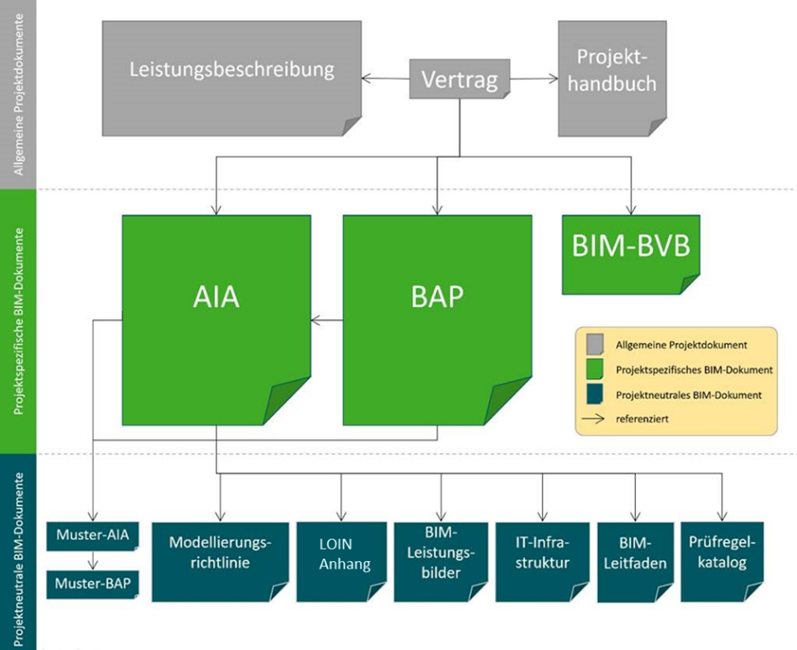 Allgemeine Projektdokumente
Leistungsbeschreibung
Vertrag
Projekt-
handbuch
Projektspezifische BIM-Dokumente
AIA
BAP
BIM-BVB
Allgemeine Projektdokument
Projektspezifisches BIM-Dokument
Projektneutrales BIM-Dokument
referenziert
Projektneutrale BIM-Dokumente
Muster-AIA
Muster-BAP
Modellierungs-
richtlinie
LOIN
Anhang
BIM-
Leistungs-
bilder
IT-Infra-
struktur
BIM-
Leitfaden
Prüfregel-
katalog